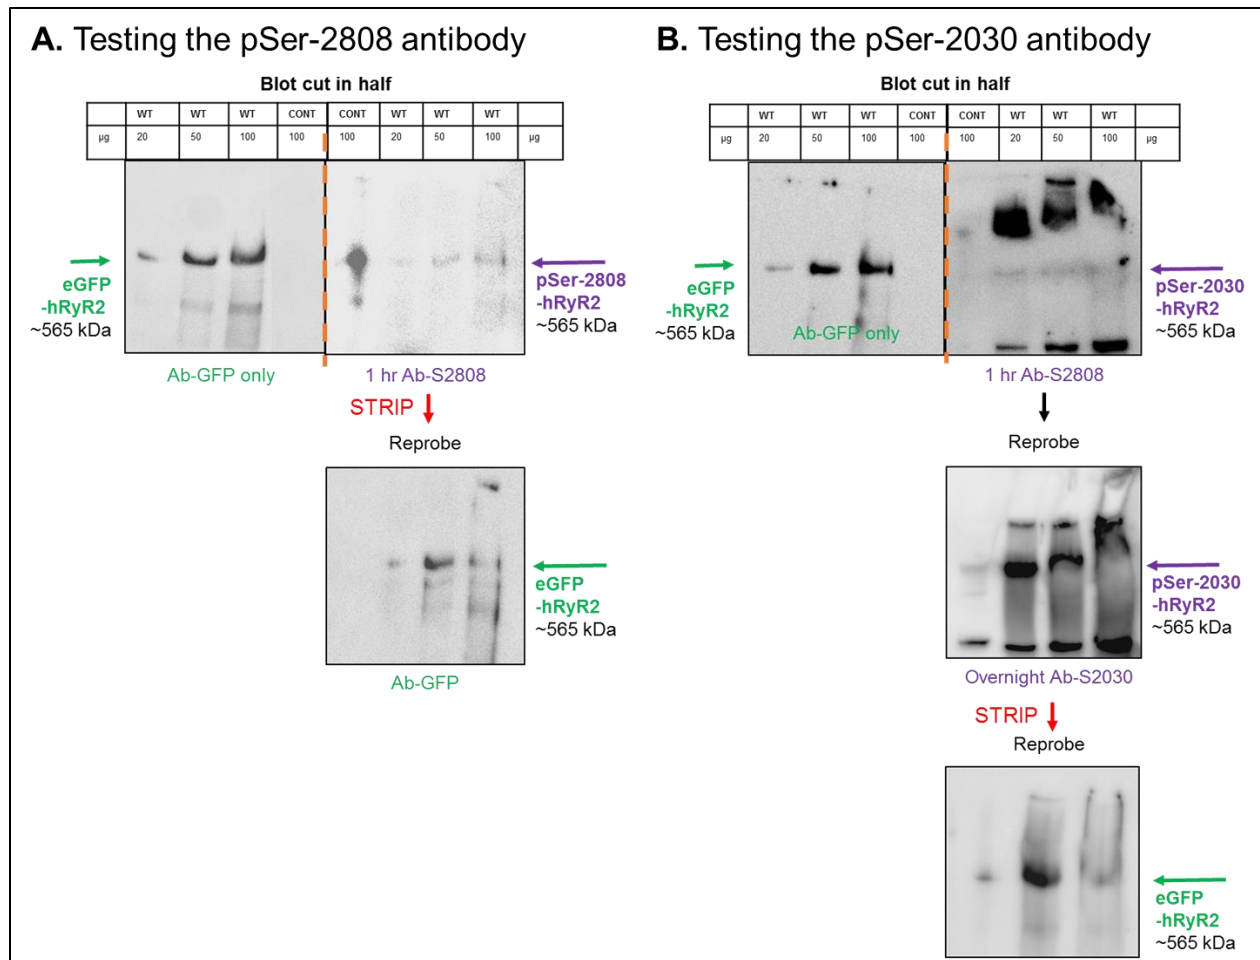 A. Testing the pSer-2808 antibody
Blot cut in half
WT WT WT CONT CONT WT WT WT
µg 20 50 100 100 100 20 50 100 µg
eGFP
-hRyR2
~565 kDa
pSer-2808
-hRyR2
~565 kDa
Ab-GFP only
1 hr Ab-S2808
STRIP
Reprobe
eGFP
-hRyR2
~565 kDa
Ab-GFP
B. Testing the pSer-2030 antibody
Blot cut in half
WT WT WT CONT CONT WT WT WT
µg 20 50 100 100 100 20 50 100 µg
eGFP
-hRyR2
~565 kDa
Ab-GFP only
pSer-2030
-hRyR2
~565 kDa
1 hr Ab-S2808
Reprobe
pSer-2030
-hRyR2
~565 kDa
Overnight Ab-S2030
STRIP
Reprobe
eGFP
-hRyR2
~565 kDa